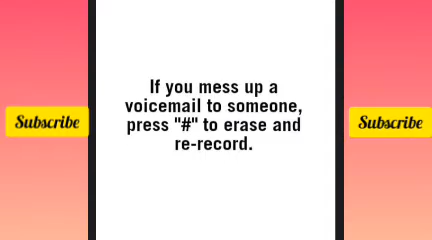 If you mess up a
voicemail to someone,
press "#" to erase and
re-record.
Subscribe
Subscribe